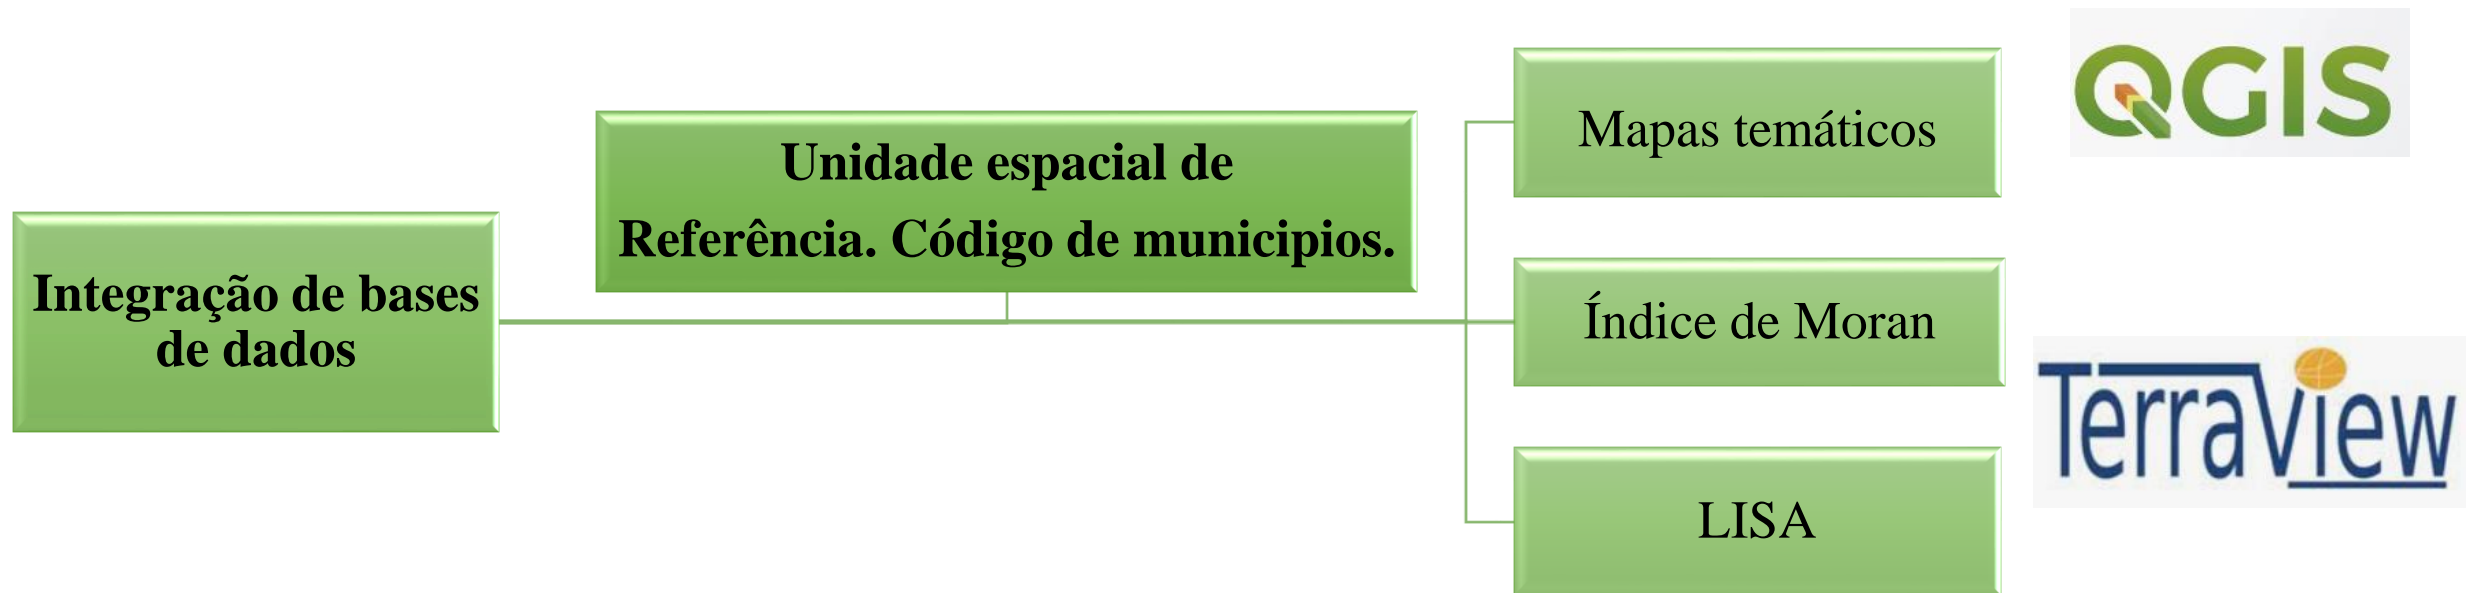 Integração de bases
de dados
Unidade espacial de
Referência. Código de municipios.
Mapas temáticos
Índice de Moran
LISA
QGIS
TerraView